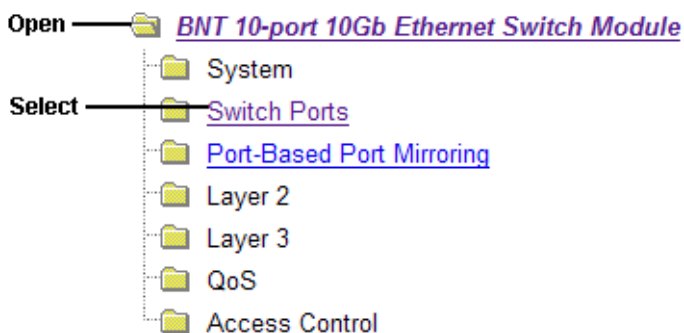 Open BNT 10-port 10Gb Ethernet Switch Module
System
Select Switch Ports
Port-Based Port Mirroring
Layer 2
Layer 3
QoS
Access Control